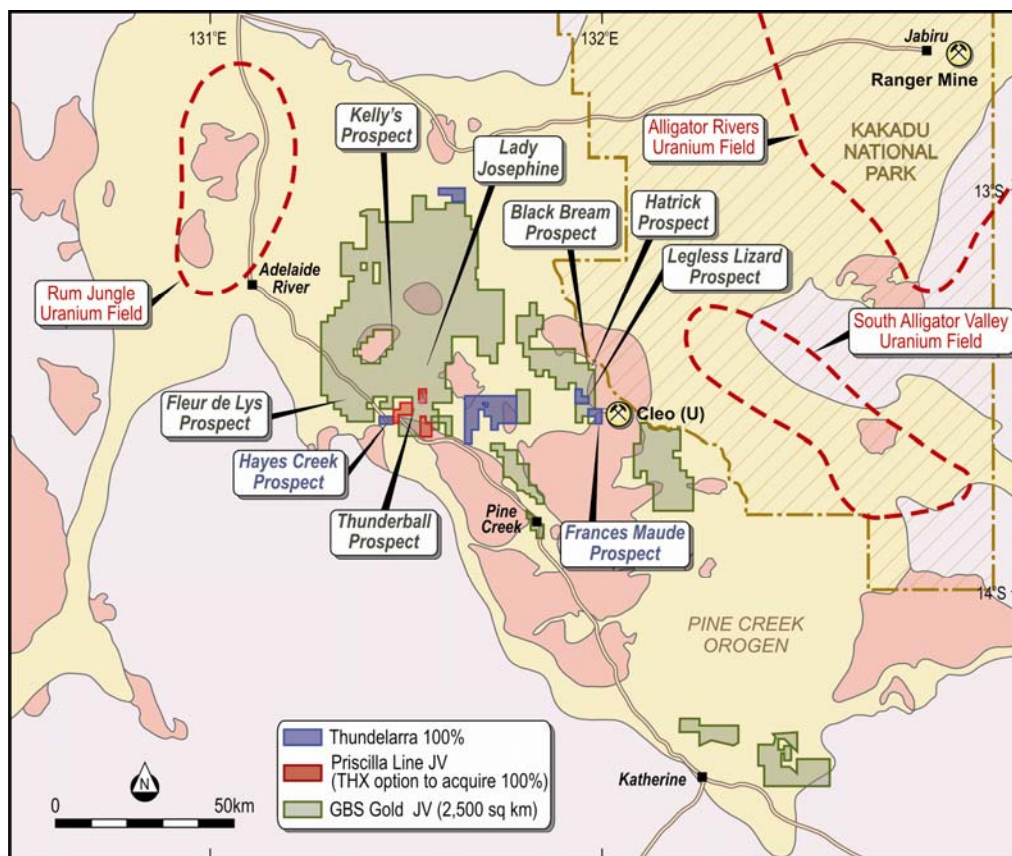 131°E
132°E
Jabiru
Ranger Mine
Kelly's
Prospect
Lady
Josephine
Alligator Rivers
Uranium Field
KAKADU
NATIONAL
PARK
13°S
Black Bream
Prospect
Hatrick
Prospect
Legless Lizard
Prospect
Adelaide
River
Rum Jungle
Uranium Field
South Alligator Valley
Uranium Field
Fleur de Lys
Prospect
Cleo (U)
Hayes Creek
Prospect
Thunderball
Prospect
Pine
Creek
Frances Maude
Prospect
14°S
PINE CREEK
OROGEN
Thundelarra 100%
Priscilla Line JV
(THX option to acquire 100%)
GBS Gold JV (2,500 sq km)
N
0 50km
Katherine